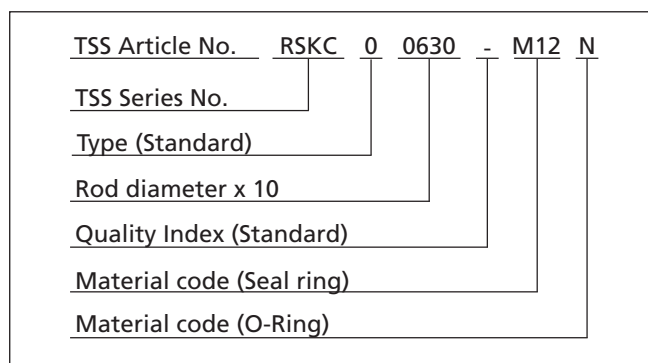 TSS Article No. RSKC 0 0630 - M12 N
TSS Series No.
Type (Standard)
Rod diameter x 10
Quality Index (Standard)
Material code (Seal ring)
Material code (O-Ring)